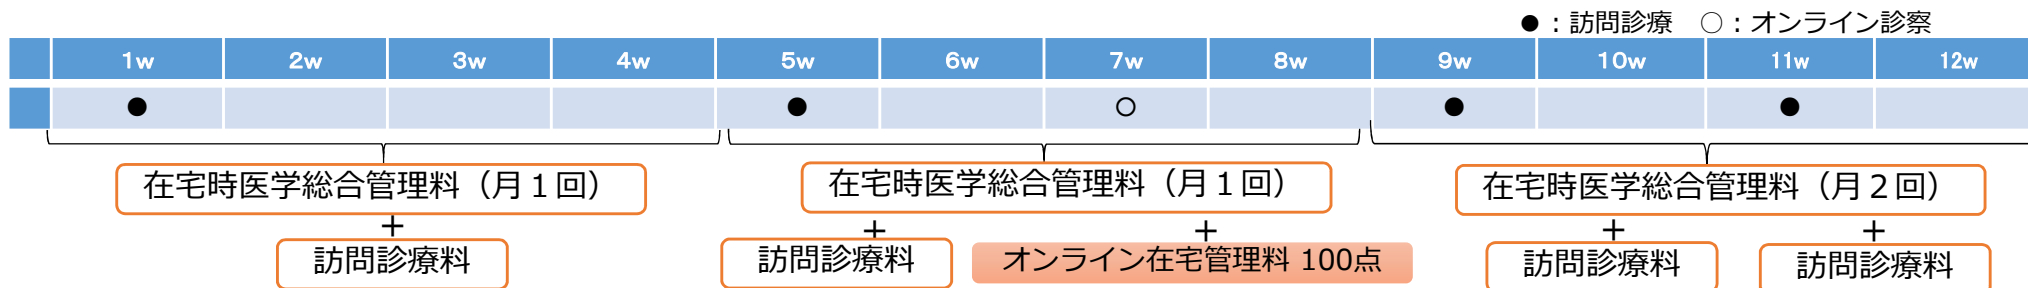 ●：訪問診療　○：オンライン診察
1w 2w 3w 4w 5w 6w 7w 8w 9w 10w 11w 12w
● ● ○ ● ●
在宅時医学総合管理料（月１回） 在宅時医学総合管理料（月１回） 在宅時医学総合管理料（月２回）
＋ ＋ ＋ ＋ ＋
訪問診療料 訪問診療料 オンライン在宅管理料 100点 訪問診療料 訪問診療料